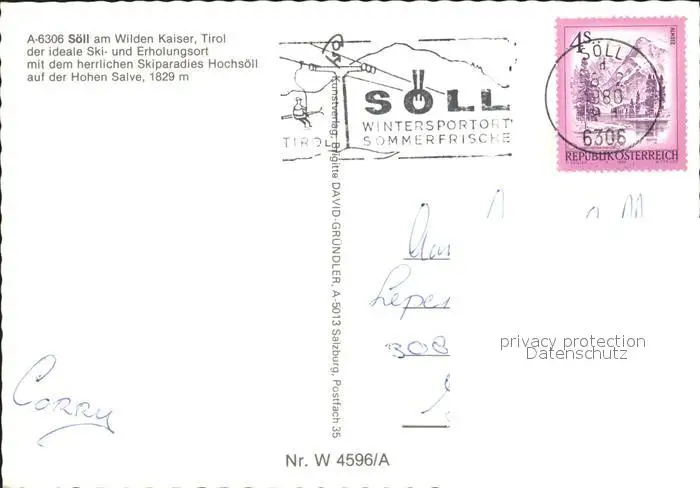 A-6306 Söll am Wilden Kaiser, Tirol
der ideale Ski- und Erholungsort
mit dem herrlichen Skiparadies Hochsöll
auf der Hohen Salve, 1829 m
SÖLL
WINTERSPORTORT
SOMMERFRISCHE
TIROL
4 S
SÖLL
6306
REPUBLIK ÖSTERREICH
Kunstverlag Brigitte DAVID-GRÜNDLER, A-5013 Salzburg, Postfach 35
308
privacy protection
Datenschutz
Corry
Nr. W 4596/A